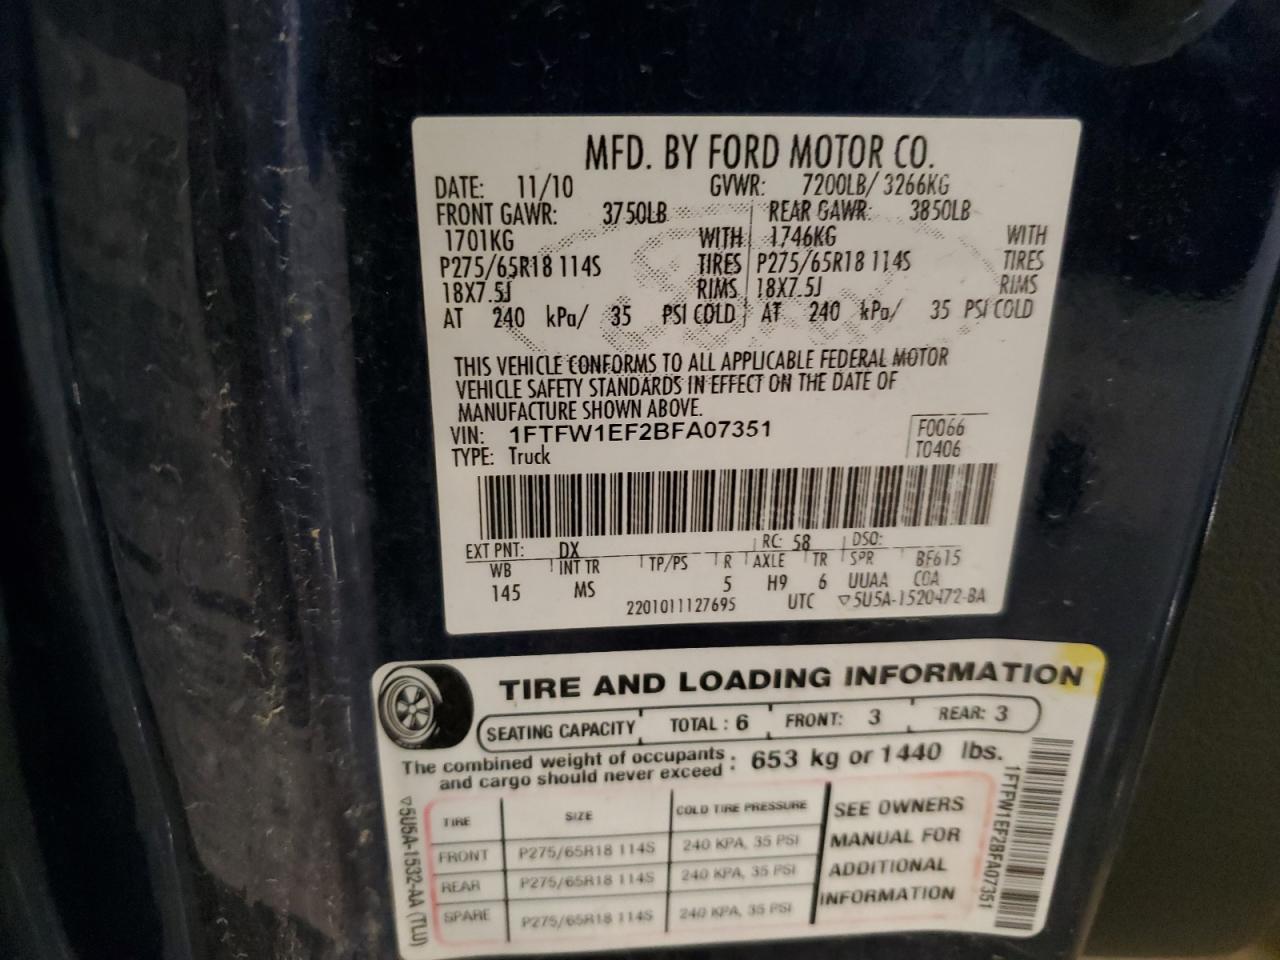 MFD. BY FORD MOTOR CO.
DATE: 11/10 GVWR: 7200LB/ 3266KG
FRONT GAWR: 3750LB REAR GAWR: 3850LB
1701KG WITH 1746KG WITH
P275/65R18 114S TIRES P275/65R18 114S TIRES
18X7.5J RIMS 18X7.5J RIMS
AT 240 kPa/ 35 PSI COLD AT 240 kPa/ 35 PSI COLD
THIS VEHICLE CONFORMS TO ALL APPLICABLE FEDERAL MOTOR
VEHICLE SAFETY STANDARDS IN EFFECT ON THE DATE OF
MANUFACTURE SHOWN ABOVE.
VIN: 1FTFW1EF2BFA07351 F0066
TYPE: Truck T0406
EXT PNT: DX RC: 58 DSO:
WB INT TR TP/PS R AXLE TR SPR BF615
145 MS 5 H9 6 UUAA COA
2201011127695 UTC ▽5U5A-1520472-BA
TIRE AND LOADING INFORMATION
SEATING CAPACITY TOTAL : 6 FRONT: 3 REAR: 3
The combined weight of occupants
and cargo should never exceed : 653 kg or 1440 lbs.
TIRE SIZE COLD TIRE PRESSURE
FRONT P275/65R18 114S 240 KPA, 35 PSI
REAR P275/65R18 114S 240 KPA, 35 PSI
SPARE P275/65R18 114S 240 KPA, 35 PSI
SEE OWNERS
MANUAL FOR
ADDITIONAL
INFORMATION
▽5U5A-1532-AA (TLU)
1FTFW1EF2BFA07351